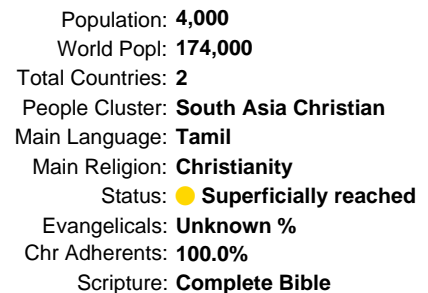 Population: 4,000
World Popl: 174,000
Total Countries: 2
People Cluster: South Asia Christian
Main Language: Tamil
Main Religion: Christianity
Status: Superficially reached
Evangelicals: Unknown %
Chr Adherents: 100.0%
Scripture: Complete Bible